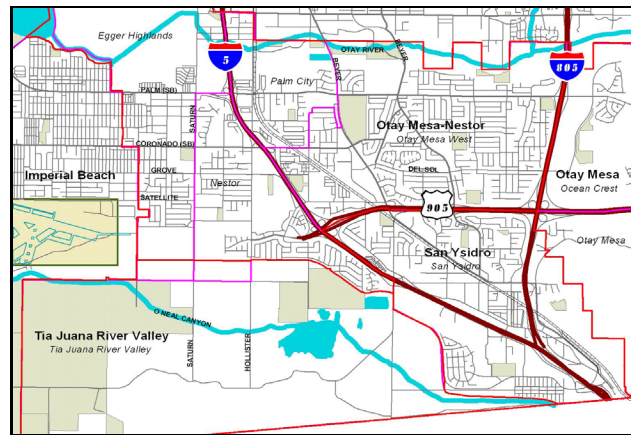 Egger Highlands
5
OTAY RIVER
BEYER
BEYER
805
Palm City
PALM (SB)
SATURN
Otay Mesa-Nestor
Otay Mesa West
CORONADO (SB)
GROVE
DEL SOL
Imperial Beach
Nestor
Otay Mesa
Ocean Crest
SATELLITE
905
Otay Mesa
San Ysidro
San Ysidro
O NEAL CANYON
Tia Juana River Valley
Tia Juana River Valley
SATURN
HOLLISTER